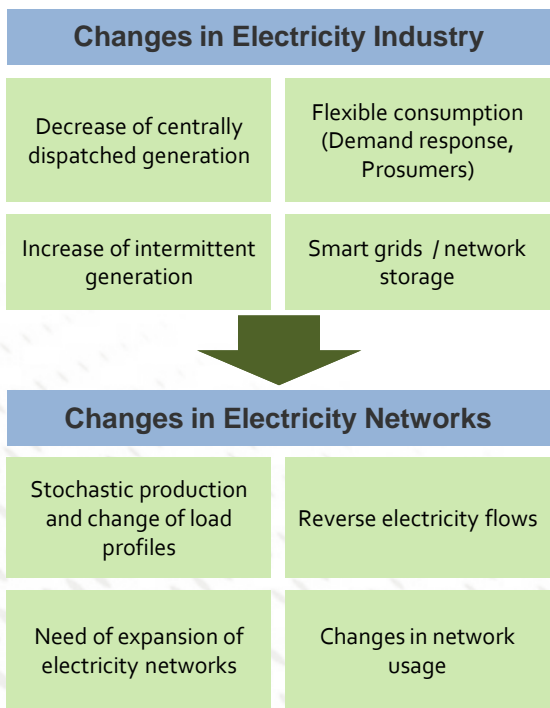 Changes in Electricity Industry
Decrease of centrally
dispatched generation
Flexible consumption
(Demand response,
Prosumers)
Increase of intermittent
generation
Smart grids / network
storage
Changes in Electricity Networks
Stochastic production
and change of load
profiles
Reverse electricity flows
Need of expansion of
electricity networks
Changes in network
usage